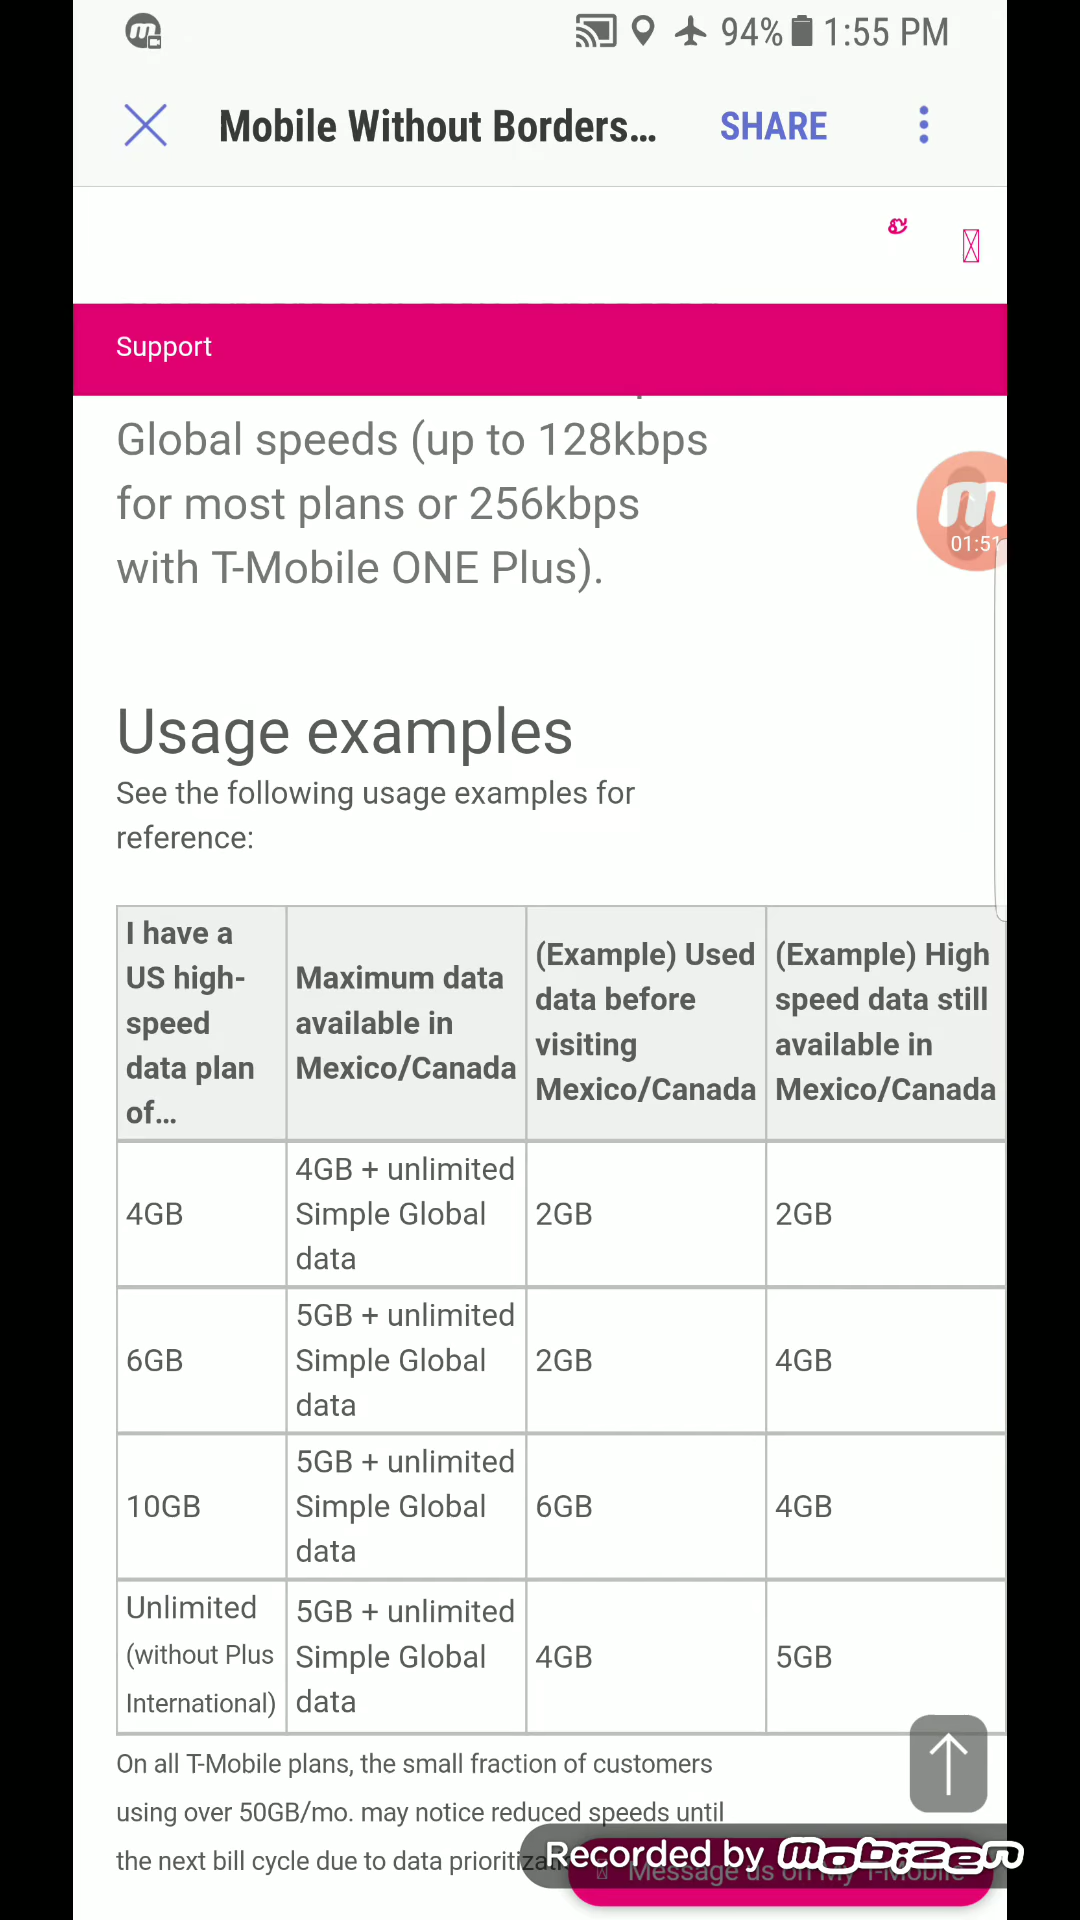 94% 1:55 PM
Mobile Without Borders... SHARE
Support
Global speeds (up to 128kbps
for most plans or 256kbps
with T-Mobile ONE Plus).
01:51
Usage examples
See the following usage examples for
reference:
I have a
US high-
speed
data plan
of...
Maximum data
available in
Mexico/Canada
(Example) Used
data before
visiting
Mexico/Canada
(Example) High
speed data still
available in
Mexico/Canada
4GB
4GB + unlimited
Simple Global
data
2GB
2GB
6GB
5GB + unlimited
Simple Global
data
2GB
4GB
10GB
5GB + unlimited
Simple Global
data
6GB
4GB
Unlimited
(without Plus
International)
5GB + unlimited
Simple Global
data
4GB
5GB
On all T-Mobile plans, the small fraction of customers
using over 50GB/mo. may notice reduced speeds until
the next bill cycle due to data
Recorded by mobizen
Message us on My T-Mobile